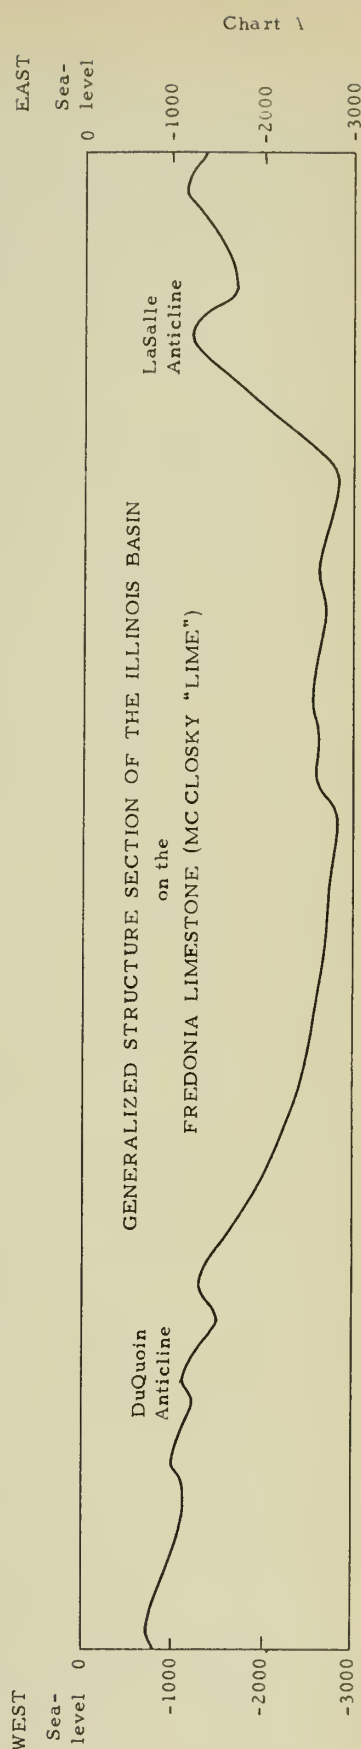 Chart 1
WEST
Sea-
level
0
-1000
-2000
-3000
EAST
Sea-
level
0
-1000
-2000
-3000
DuQuoin
Anticline
LaSalle
Anticline
GENERALIZED STRUCTURE SECTION OF THE ILLINOIS BASIN
on the
FREDONIA LIMESTONE (MC CLOSKY "LIME")